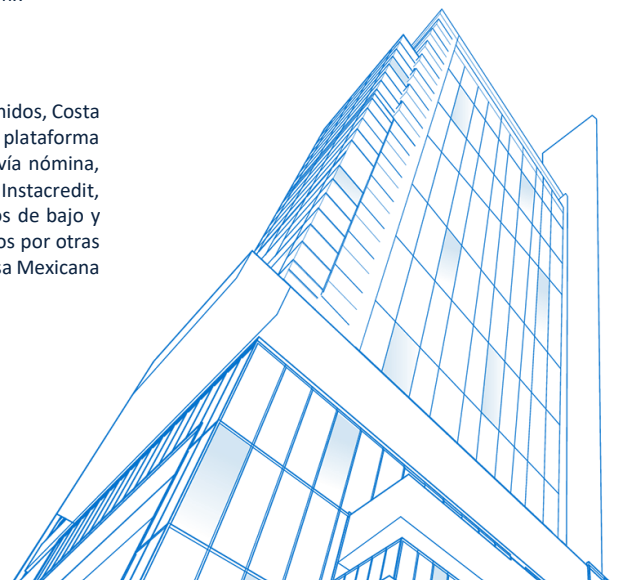 nidos, Costa
plataforma
vía nómina,
Instacredit,
os de bajo y
os por otras
sa Mexicana